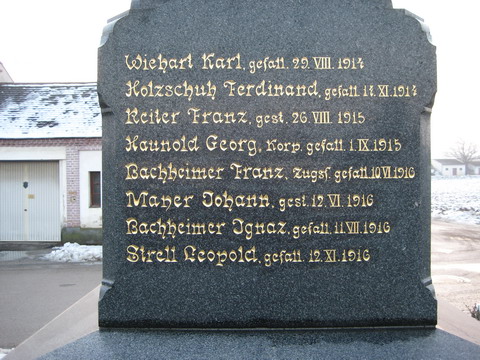 Wiehart Karl, gefall. 29. VIII. 1914
Holzschuh Ferdinand, gefall. 14. XI. 1914
Reiter Franz, gest. 26. VIII. 1915
Haunold Georg, Korp. gefall. 1. IX. 1915
Bachheimer Franz, Zugsf. gefall. 10. VI. 1916
Mayer Johann, gest. 12. VI. 1916
Bachheimer Ignaz, gefall. 11. VII. 1916
Strell Leopold, gefall. 12. XI. 1916